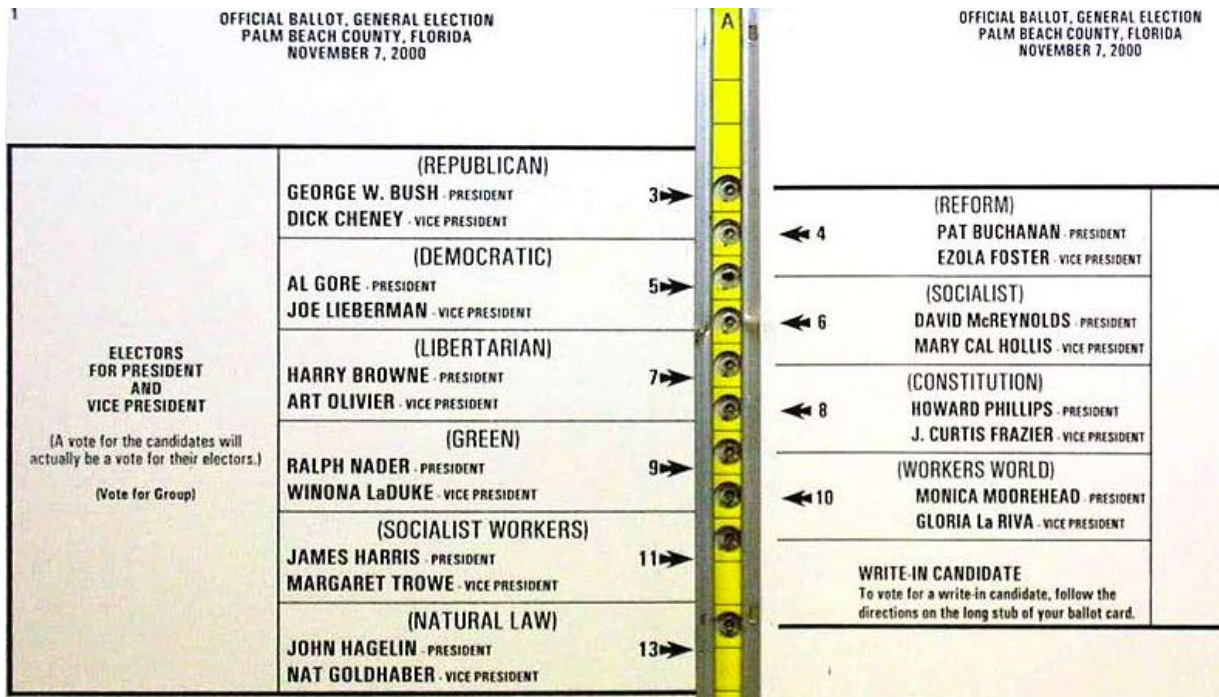 1
OFFICIAL BALLOT, GENERAL ELECTION
PALM BEACH COUNTY, FLORIDA
NOVEMBER 7, 2000
ELECTORS
FOR PRESIDENT
AND
VICE PRESIDENT
(A vote for the candidates will
actually be a vote for their electors.)
(Vote for Group)
(REPUBLICAN)
GEORGE W. BUSH - PRESIDENT 3
DICK CHENEY - VICE PRESIDENT
(DEMOCRATIC)
AL GORE - PRESIDENT 5
JOE LIEBERMAN - VICE PRESIDENT
(LIBERTARIAN)
HARRY BROWNE - PRESIDENT 7
ART OLIVIER - VICE PRESIDENT
(GREEN)
RALPH NADER - PRESIDENT 9
WINONA LaDUKE - VICE PRESIDENT
(SOCIALIST WORKERS)
JAMES HARRIS - PRESIDENT 11
MARGARET TROWE - VICE PRESIDENT
(NATURAL LAW)
JOHN HAGELIN - PRESIDENT 13
NAT GOLDHABER - VICE PRESIDENT
A
OFFICIAL BALLOT, GENERAL ELECTION
PALM BEACH COUNTY, FLORIDA
NOVEMBER 7, 2000
(REFORM)
4 PAT BUCHANAN - PRESIDENT
EZOLA FOSTER - VICE PRESIDENT
(SOCIALIST)
6 DAVID McREYNOLDS - PRESIDENT
MARY CAL HOLLIS - VICE PRESIDENT
(CONSTITUTION)
8 HOWARD PHILLIPS - PRESIDENT
J. CURTIS FRAZIER - VICE PRESIDENT
(WORKERS WORLD)
10 MONICA MOOREHEAD - PRESIDENT
GLORIA La RIVA - VICE PRESIDENT
WRITE-IN CANDIDATE
To vote for a write-in candidate, follow the
directions on the long stub of your ballot card.